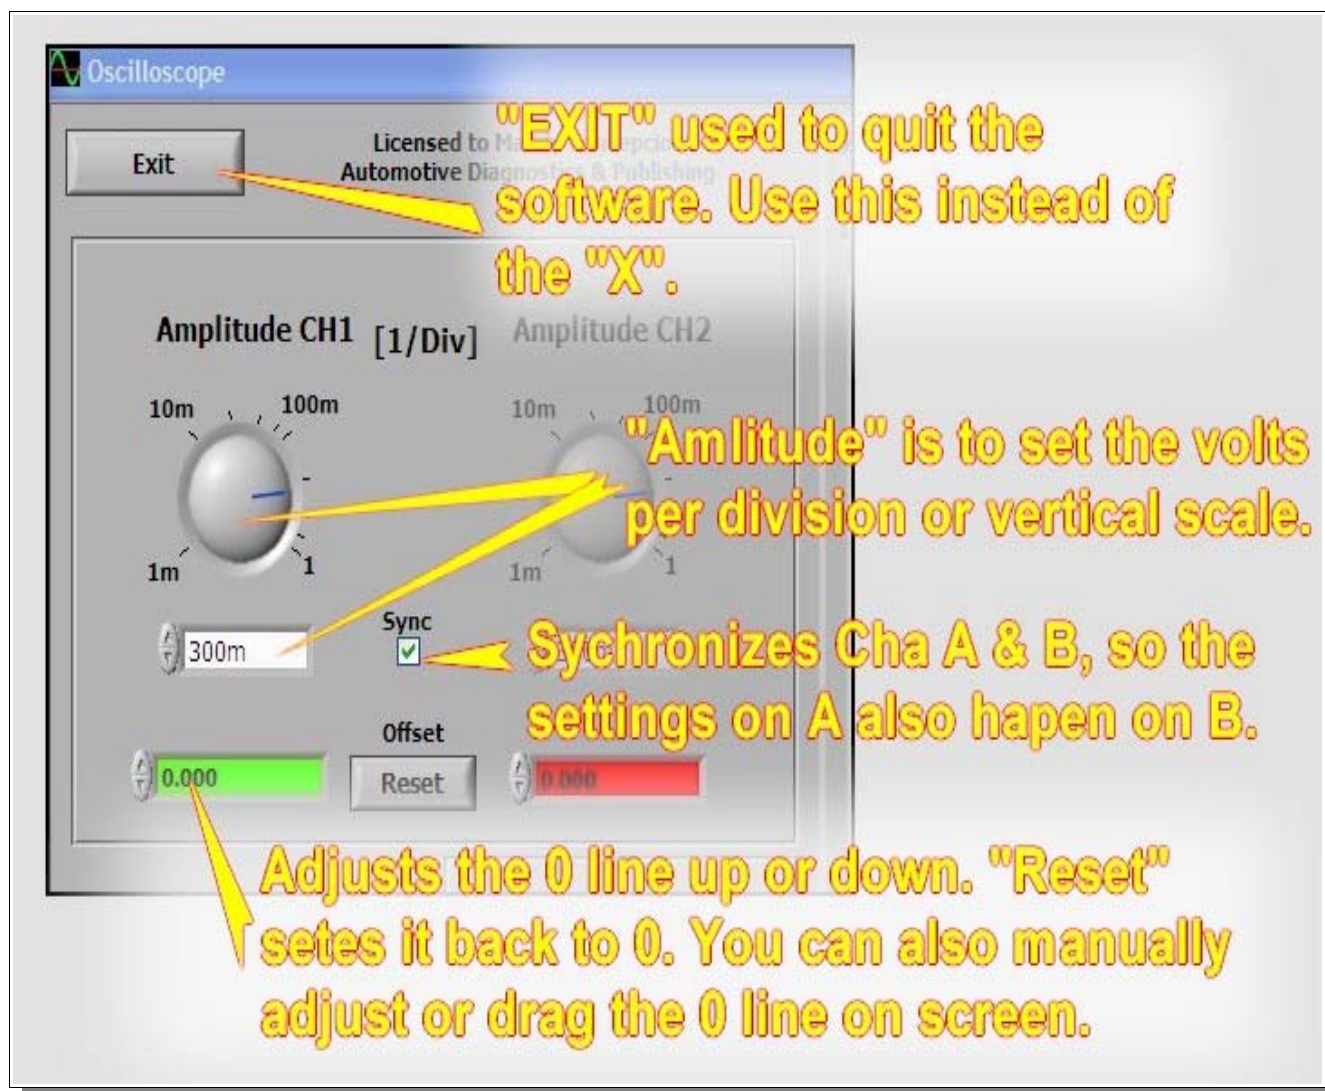 Oscilloscope
Exit
Licensed to
Automotive Diagnostics & Publishing
"EXIT" used to quit the
software. Use this instead of
the "X".
Amplitude CH1
[1/Div]
Amplitude CH2
10m
100m
1m
1
10m
100m
1m
1
"Amlitude" is to set the volts
per division or vertical scale.
300m
Sync
Sychronizes Cha A & B, so the
settings on A also hapen on B.
Offset
0.000
Reset
0.000
Adjusts the 0 line up or down. "Reset"
setes it back to 0. You can also manually
adjust or drag the 0 line on screen.